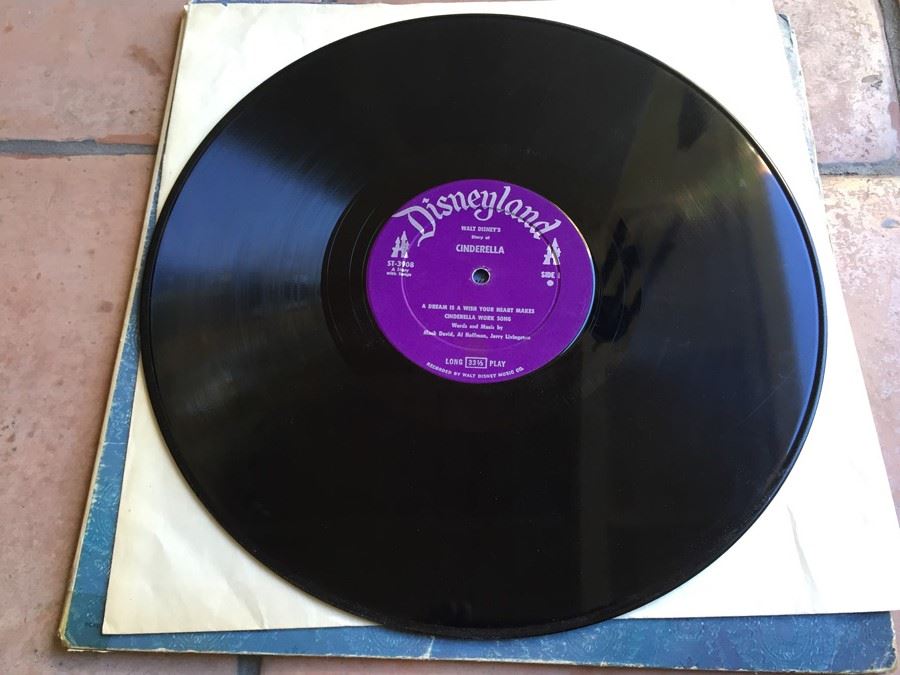 Disneyland
WALT DISNEY'S
Story of
CINDERELLA
ST-3908
A Story
with Songs
SIDE 1
A DREAM IS A WISH YOUR HEART MAKES
CINDERELLA WORK SONG
Words and Music by
Mack David, Al Hoffman, Jerry Livingston
LONG 33⅓ PLAY
RECORDED BY WALT DISNEY MUSIC CO.